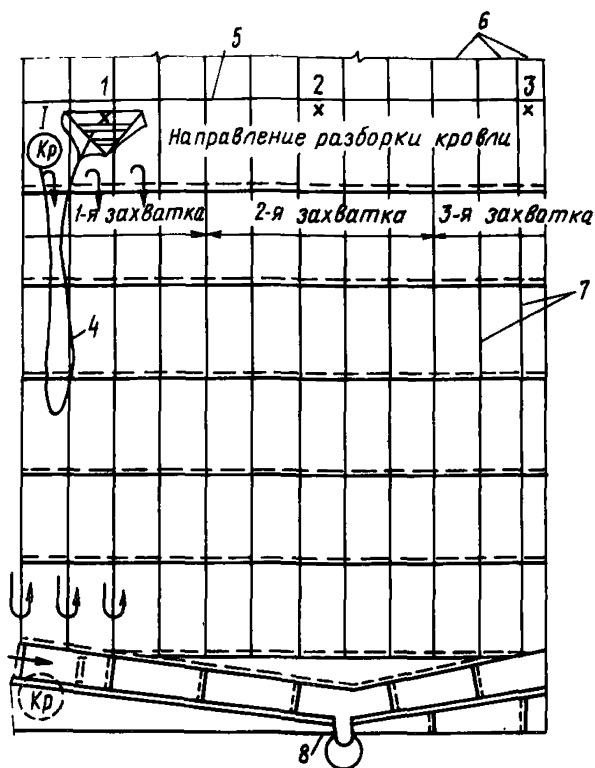 6
5
1
2
3
I
Кр
Направление разборки кровли
1-я захватка
2-я захватка
3-я захватка
7
4
Кр
8